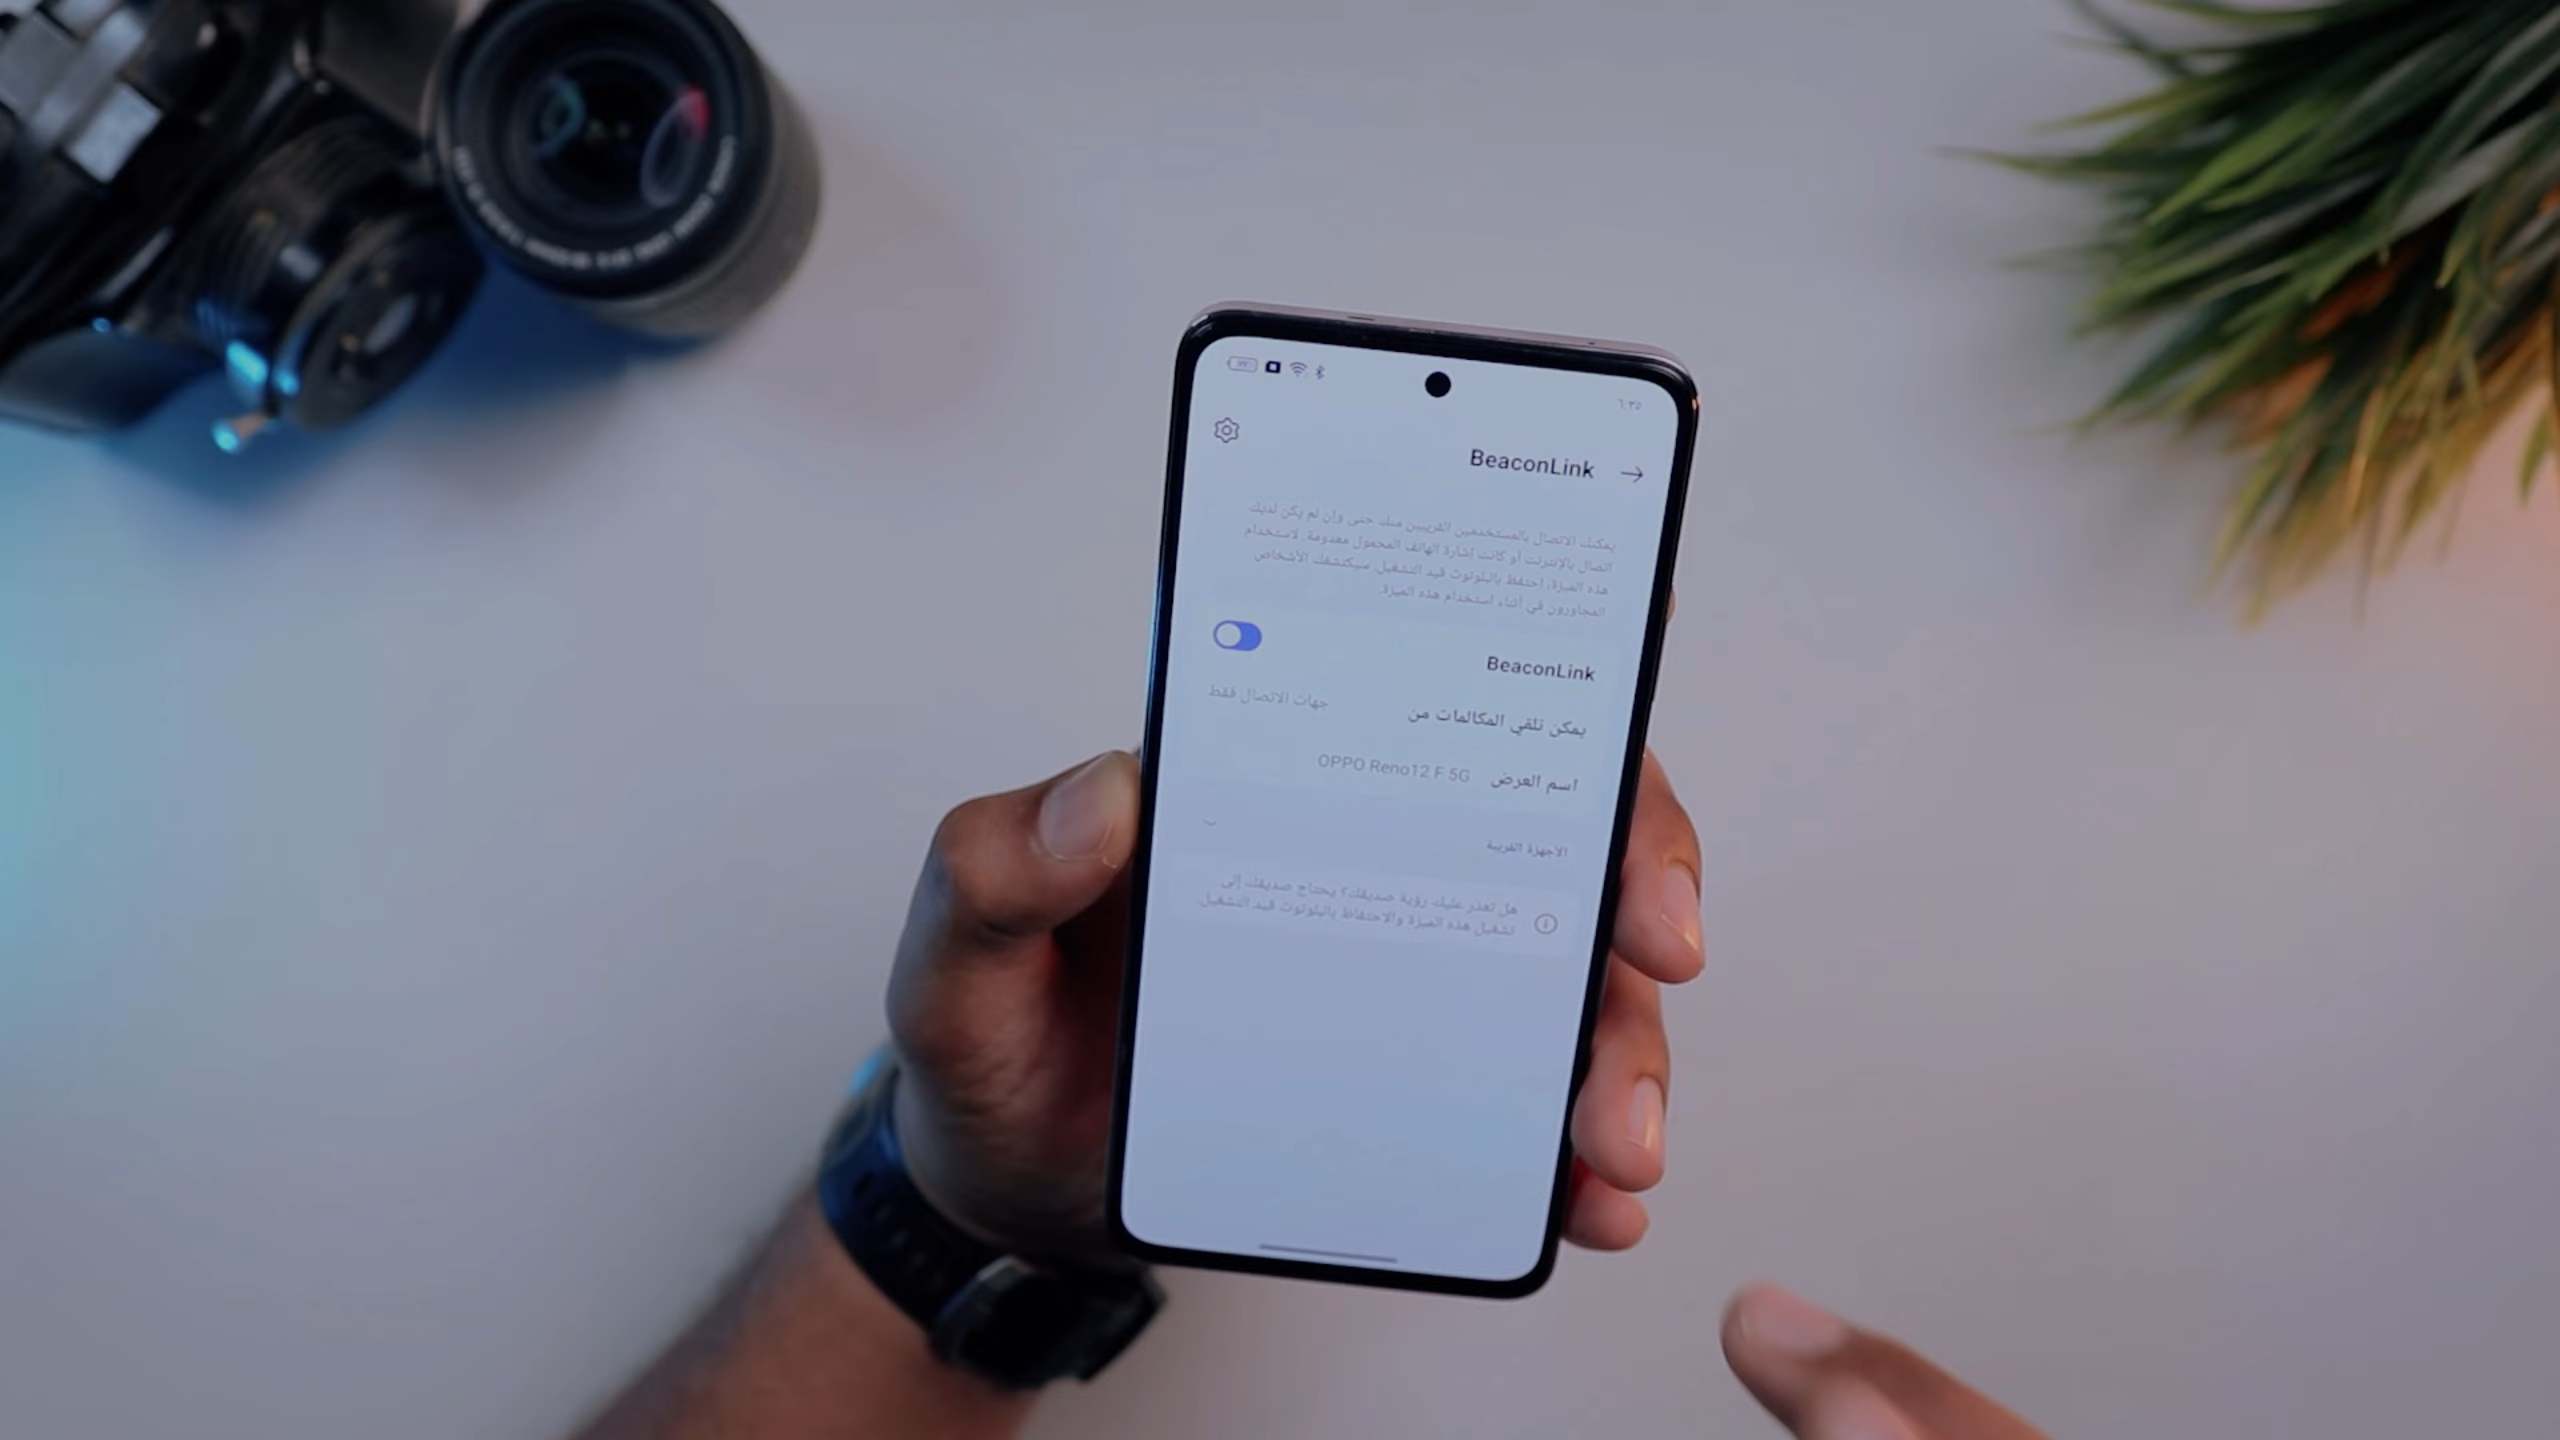 ٦:٣٥
BeaconLink
يمكنك الاتصال بالمستخدمين القريبين منك حتى وإن لم يكن لديك
اتصال بالإنترنت أو كانت إشارة الهاتف المحمول معدومة. لاستخدام
هذه الميزة، احتفظ بالبلوتوث قيد التشغيل. سيكتشفك الأشخاص
المجاورون في أثناء استخدام هذه الميزة.
BeaconLink
يمكن تلقي المكالمات من جهات الاتصال فقط
اسم العرض OPPO Reno12 F 5G
الأجهزة القريبة
هل تعذر عليك رؤية صديقك؟ يحتاج صديقك إلى
تشغيل هذه الميزة والاحتفاظ بالبلوتوث قيد التشغيل.